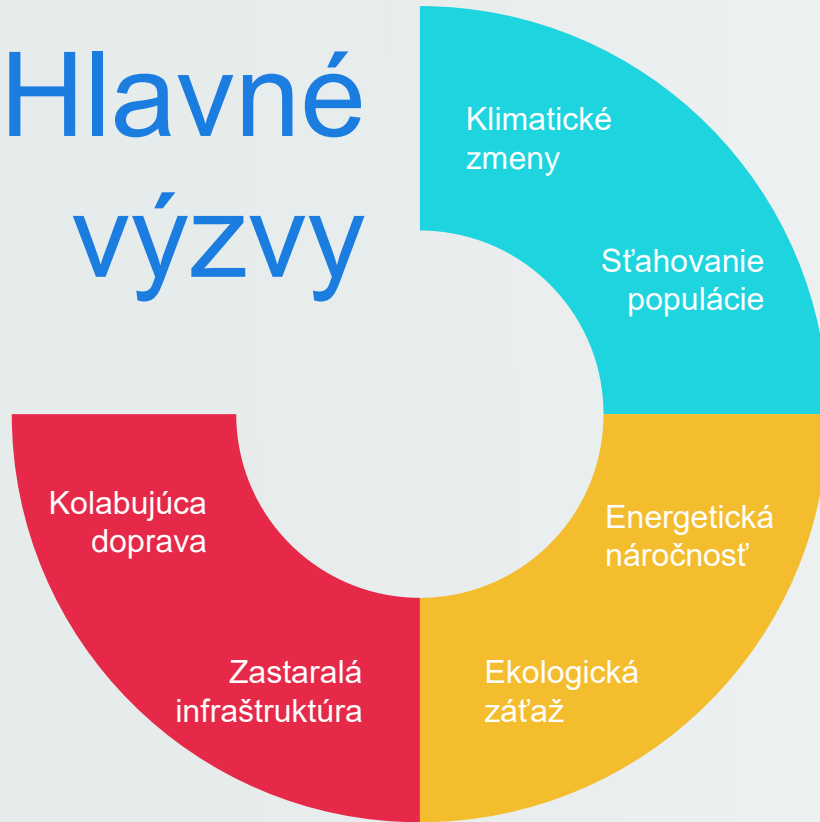 Hlavné
výzvy
Klimatické
zmeny
Sťahovanie
populácie
Energetická
náročnosť
Ekologická
záťaž
Zastaralá
infraštruktúra
Kolabujúca
doprava